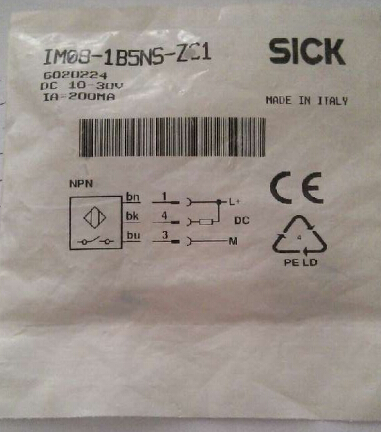 IM08-1B5NS-ZC1
SICK
6020224
DC 10-30V
IA=200MA
MADE IN ITALY
NPN
bn 1 L+
bk 4 DC
bu 3 M
CE
4
PE LD